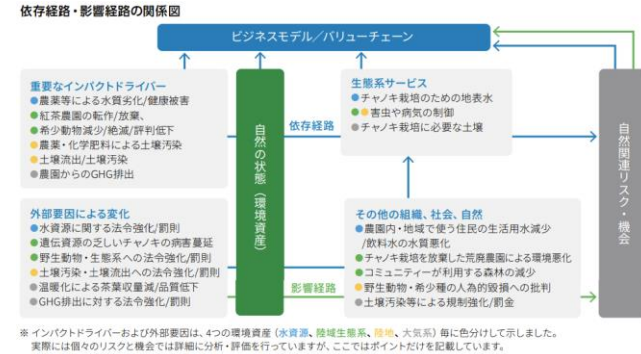 依存経路・影響経路の関係図
ビジネスモデル／バリューチェーン
重要なインパクトドライバー
●農薬等による水質劣化/健康被害
●紅茶農園の転作/放棄、
●希少動物減少/絶滅/評判低下
●農薬・化学肥料による土壌汚染
●土壌流出/土壌汚染
●農園からのGHG排出
外部要因による変化
●水資源に関する法令強化/罰則
●遺伝資源の乏しいチャノキの病害蔓延
●野生動物・生態系への法令強化/罰則
●土壌汚染・土壌流出への法令強化/罰則
●温暖化による茶葉収量減/品質低下
●GHG排出に対する法令強化/罰則
自然の状態（環境資産）
依存経路
影響経路
生態系サービス
●チャノキ栽培のための地表水
●●害虫や病気の制御
●チャノキ栽培に必要な土壌
その他の組織、社会、自然
●農園内・地域で使う住民の生活用水減少
/飲料水の水質悪化
●チャノキ栽培を放棄した荒廃農園による環境悪化
●コミュニティーが利用する森林の減少
●野生動物・希少種の人為的毀損への批判
●土壌汚染等による規制強化/罰金
自然関連リスク・機会
※ インパクトドライバーおよび外部要因は、4つの環境資産（水資源、陸域生態系、陸地、大気系）毎に色分けして示しました。
実際には個々のリスクと機会では詳細に分析・評価を行っていますが、ここではポイントだけを記載しています。